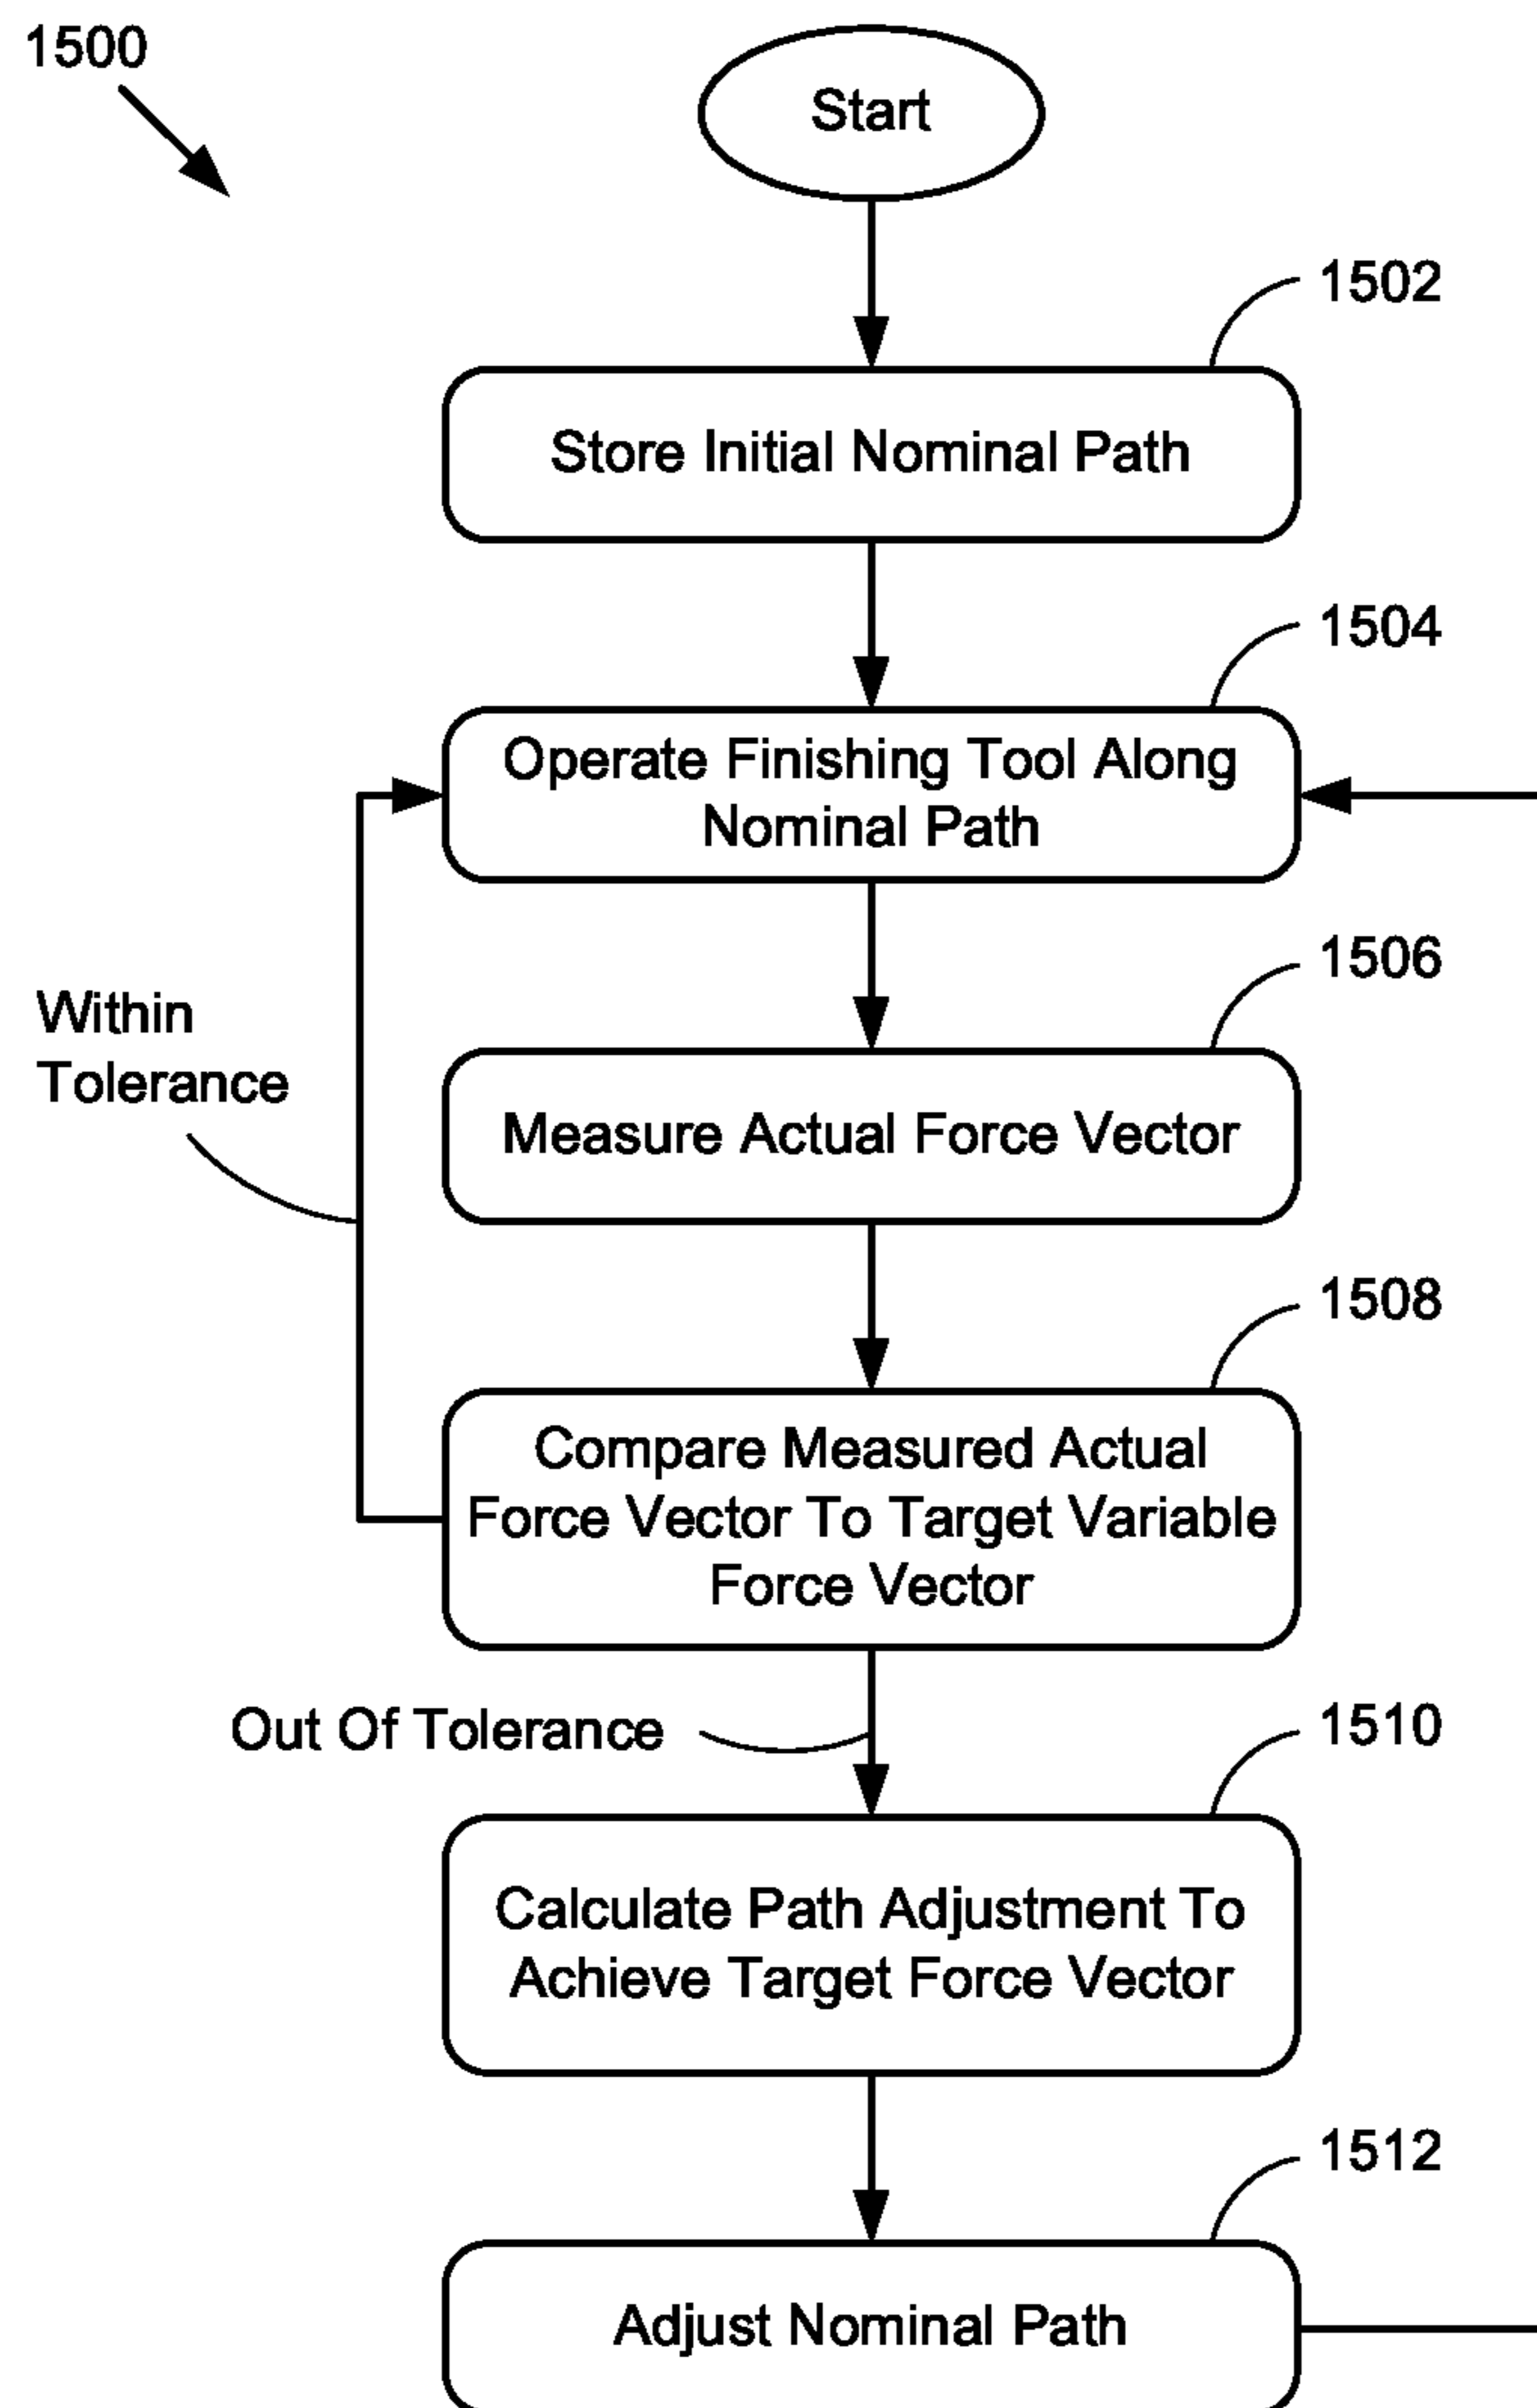 1500
Start
1502
Store Initial Nominal Path
1504
Operate Finishing Tool Along
Nominal Path
1506
Within
Tolerance
Measure Actual Force Vector
1508
Compare Measured Actual
Force Vector To Target Variable
Force Vector
Out Of Tolerance
1510
Calculate Path Adjustment To
Achieve Target Force Vector
1512
Adjust Nominal Path